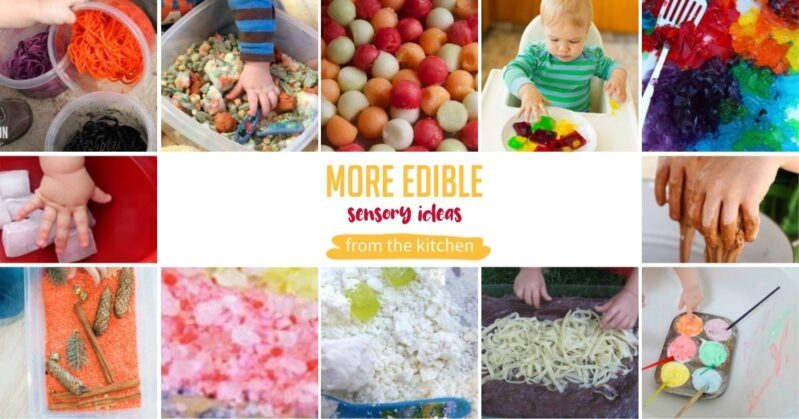 MORE EDIBLE
sensory ideas
from the kitchen